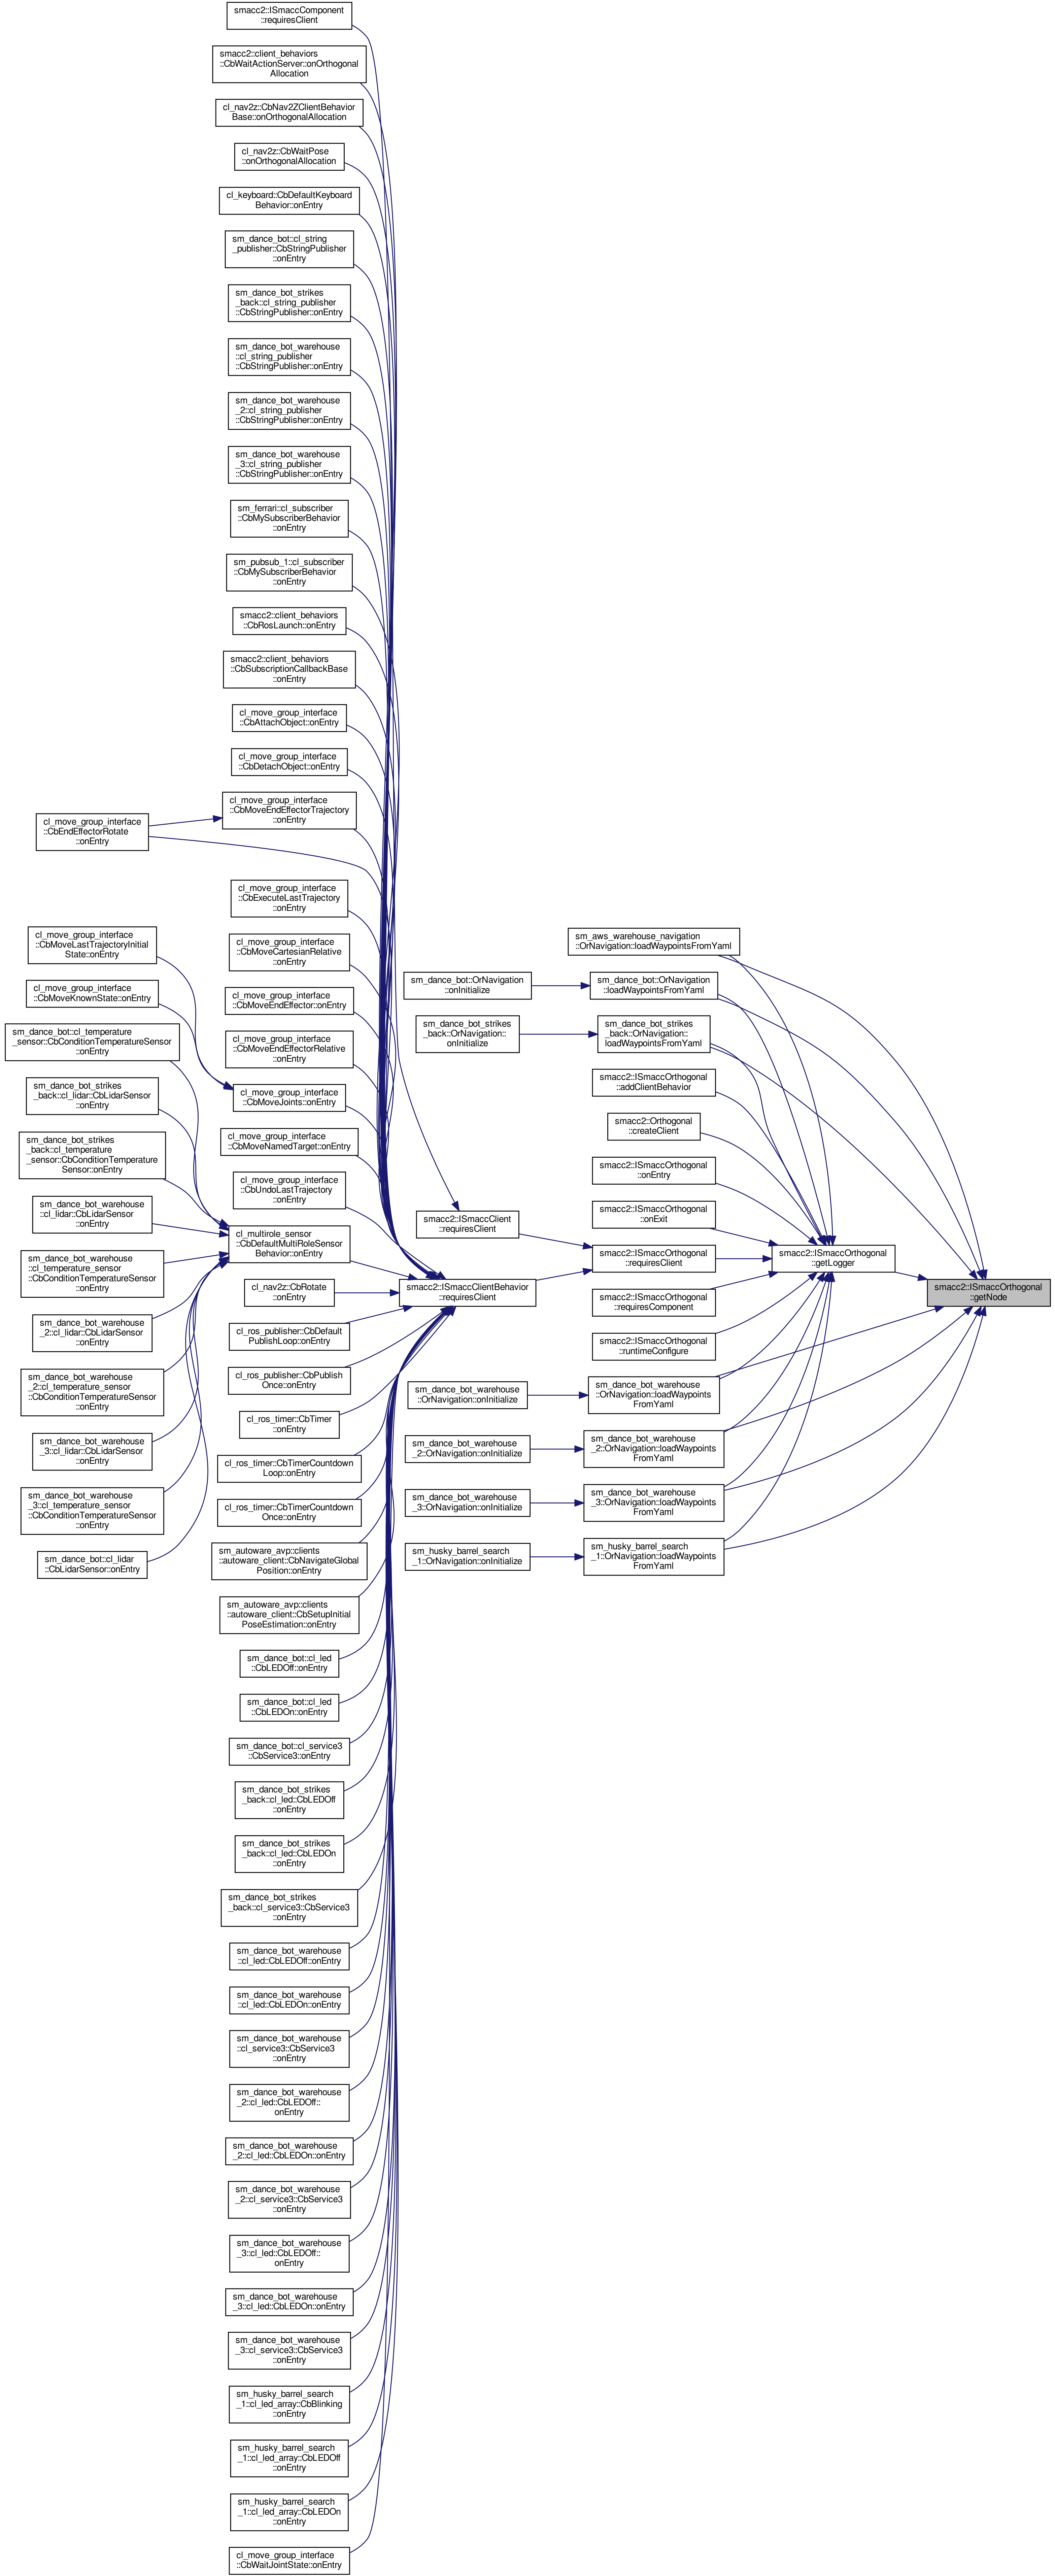 smacc2::ISmaccComponent
::requiresClient
smacc2::client_behaviors
::CbWaitActionServer::onOrthogonal
Allocation
cl_nav2z::CbNav2ZClientBehavior
Base::onOrthogonalAllocation
cl_nav2z::CbWaitPose
::onOrthogonalAllocation
cl_keyboard::CbDefaultKeyboard
Behavior::onEntry
sm_dance_bot::cl_string
_publisher::CbStringPublisher
::onEntry
sm_dance_bot_strikes
_back::cl_string_publisher
::CbStringPublisher::onEntry
sm_dance_bot_warehouse
::cl_string_publisher
::CbStringPublisher::onEntry
sm_dance_bot_warehouse
_2::cl_string_publisher
::CbStringPublisher::onEntry
sm_dance_bot_warehouse
_3::cl_string_publisher
::CbStringPublisher::onEntry
sm_ferrari::cl_subscriber
::CbMySubscriberBehavior
::onEntry
sm_pubsub_1::cl_subscriber
::CbMySubscriberBehavior
::onEntry
smacc2::client_behaviors
::CbRosLaunch::onEntry
smacc2::client_behaviors
::CbSubscriptionCallbackBase
::onEntry
cl_move_group_interface
::CbAttachObject::onEntry
cl_move_group_interface
::CbDetachObject::onEntry
cl_move_group_interface
::CbMoveEndEffectorTrajectory
::onEntry
cl_move_group_interface
::CbEndEffectorRotate
::onEntry
cl_move_group_interface
::CbExecuteLastTrajectory
::onEntry
cl_move_group_interface
::CbMoveCartesianRelative
::onEntry
cl_move_group_interface
::CbMoveEndEffector::onEntry
cl_move_group_interface
::CbMoveEndEffectorRelative
::onEntry
cl_move_group_interface
::CbMoveJoints::onEntry
cl_move_group_interface
::CbMoveNamedTarget::onEntry
cl_move_group_interface
::CbUndoLastTrajectory
::onEntry
cl_multirole_sensor
::CbDefaultMultiRoleSensor
Behavior::onEntry
cl_nav2z::CbRotate
::onEntry
cl_ros_publisher::CbDefault
PublishLoop::onEntry
cl_ros_publisher::CbPublish
Once::onEntry
cl_ros_timer::CbTimer
::onEntry
cl_ros_timer::CbTimerCountdown
Loop::onEntry
cl_ros_timer::CbTimerCountdown
Once::onEntry
sm_autoware_avp::clients
::autoware_client::CbNavigateGlobal
Position::onEntry
sm_autoware_avp::clients
::autoware_client::CbSetupInitial
PoseEstimation::onEntry
sm_dance_bot::cl_led
::CbLEDOff::onEntry
sm_dance_bot::cl_led
::CbLEDOn::onEntry
sm_dance_bot::cl_service3
::CbService3::onEntry
sm_dance_bot_strikes
_back::cl_led::CbLEDOff
::onEntry
sm_dance_bot_strikes
_back::cl_led::CbLEDOn
::onEntry
sm_dance_bot_strikes
_back::cl_service3::CbService3
::onEntry
sm_dance_bot_warehouse
::cl_led::CbLEDOff::onEntry
sm_dance_bot_warehouse
::cl_led::CbLEDOn::onEntry
sm_dance_bot_warehouse
::cl_service3::CbService3
::onEntry
sm_dance_bot_warehouse
_2::cl_led::CbLEDOff::
onEntry
sm_dance_bot_warehouse
_2::cl_led::CbLEDOn::onEntry
sm_dance_bot_warehouse
_2::cl_service3::CbService3
::onEntry
sm_dance_bot_warehouse
_3::cl_led::CbLEDOff::
onEntry
sm_dance_bot_warehouse
_3::cl_led::CbLEDOn::onEntry
sm_dance_bot_warehouse
_3::cl_service3::CbService3
::onEntry
sm_husky_barrel_search
_1::cl_led_array::CbBlinking
::onEntry
sm_husky_barrel_search
_1::cl_led_array::CbLEDOff
::onEntry
sm_husky_barrel_search
_1::cl_led_array::CbLEDOn
::onEntry
cl_move_group_interface
::CbWaitJointState::onEntry
cl_move_group_interface
::CbMoveLastTrajectoryInitial
State::onEntry
cl_move_group_interface
::CbMoveKnownState::onEntry
sm_dance_bot::cl_temperature
_sensor::CbConditionTemperatureSensor
::onEntry
sm_dance_bot_strikes
_back::cl_lidar::CbLidarSensor
::onEntry
sm_dance_bot_strikes
_back::cl_temperature
_sensor::CbConditionTemperature
Sensor::onEntry
sm_dance_bot_warehouse
::cl_lidar::CbLidarSensor
::onEntry
sm_dance_bot_warehouse
::cl_temperature_sensor
::CbConditionTemperatureSensor
::onEntry
sm_dance_bot_warehouse
_2::cl_lidar::CbLidarSensor
::onEntry
sm_dance_bot_warehouse
_2::cl_temperature_sensor
::CbConditionTemperatureSensor
::onEntry
sm_dance_bot_warehouse
_3::cl_lidar::CbLidarSensor
::onEntry
sm_dance_bot_warehouse
_3::cl_temperature_sensor
::CbConditionTemperatureSensor
::onEntry
sm_dance_bot::cl_lidar
::CbLidarSensor::onEntry
smacc2::ISmaccClient
::requiresClient
smacc2::ISmaccClientBehavior
::requiresClient
sm_aws_warehouse_navigation
::OrNavigation::loadWaypointsFromYaml
sm_dance_bot::OrNavigation
::onInitialize
sm_dance_bot::OrNavigation
::loadWaypointsFromYaml
sm_dance_bot_strikes
_back::OrNavigation::
onInitialize
sm_dance_bot_strikes
_back::OrNavigation::
loadWaypointsFromYaml
smacc2::ISmaccOrthogonal
::addClientBehavior
smacc2::Orthogonal
::createClient
smacc2::ISmaccOrthogonal
::onEntry
smacc2::ISmaccOrthogonal
::onExit
smacc2::ISmaccOrthogonal
::requiresClient
smacc2::ISmaccOrthogonal
::requiresComponent
smacc2::ISmaccOrthogonal
::runtimeConfigure
sm_dance_bot_warehouse
::OrNavigation::onInitialize
sm_dance_bot_warehouse
::OrNavigation::loadWaypoints
FromYaml
sm_dance_bot_warehouse
_2::OrNavigation::onInitialize
sm_dance_bot_warehouse
_2::OrNavigation::loadWaypoints
FromYaml
sm_dance_bot_warehouse
_3::OrNavigation::onInitialize
sm_dance_bot_warehouse
_3::OrNavigation::loadWaypoints
FromYaml
sm_husky_barrel_search
_1::OrNavigation::onInitialize
sm_husky_barrel_search
_1::OrNavigation::loadWaypoints
FromYaml
smacc2::ISmaccOrthogonal
::getLogger
smacc2::ISmaccOrthogonal
::getNode